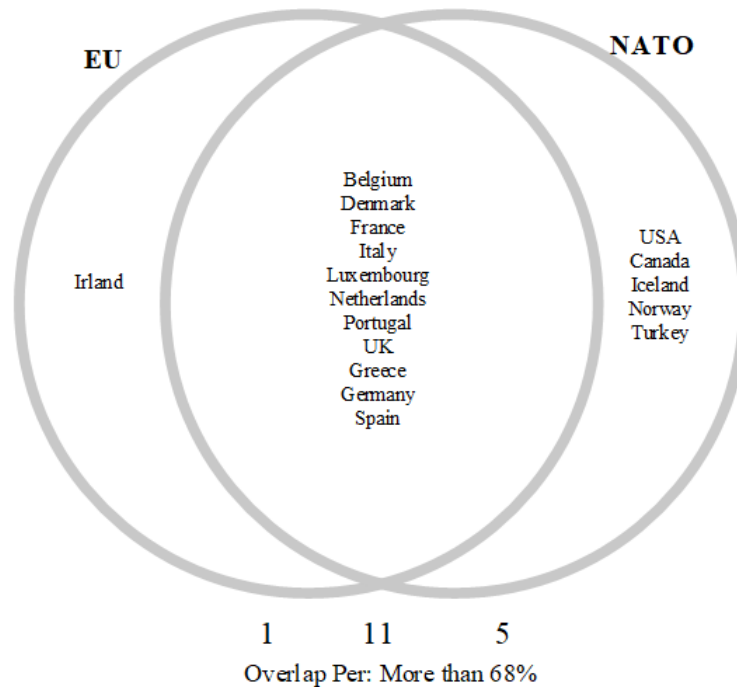 EU
NATO
Belgium
Denmark
France
Italy
Luxembourg
Netherlands
Portugal
UK
Greece
Germany
Spain
Irland
USA
Canada
Iceland
Norway
Turkey
1 11 5
Overlap Per: More than 68%